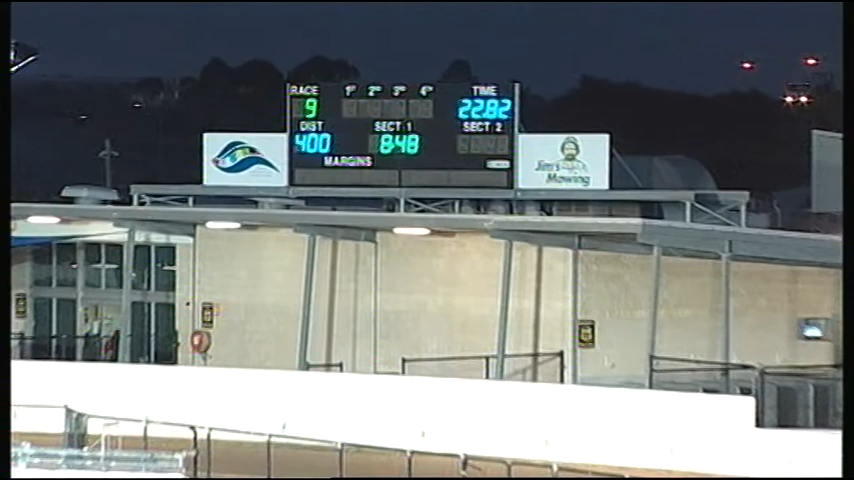 RACE 1ST 2ND 3RD 4TH TIME
9 22.82
DIST SECT 1 SECT 2
400 8.48
MARGINS
Jim's
Mowing